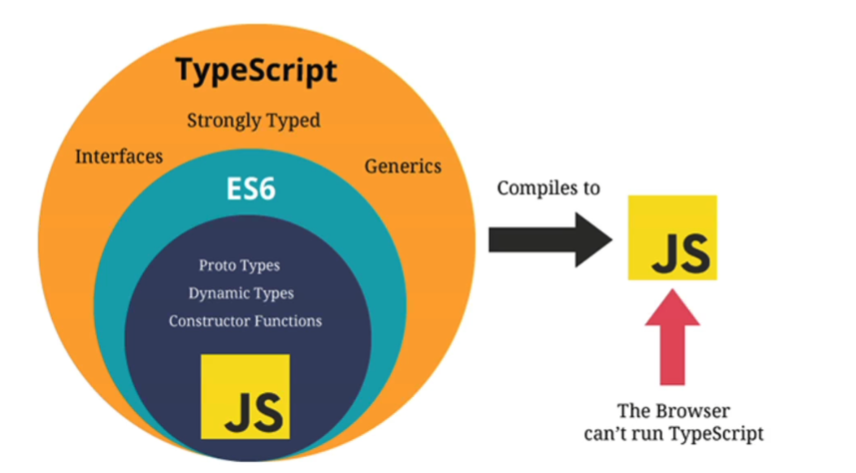 TypeScript
Strongly Typed
Interfaces
Generics
ES6
Proto Types
Dynamic Types
Constructor Functions
JS
Compiles to
JS
The Browser
can't run TypeScript